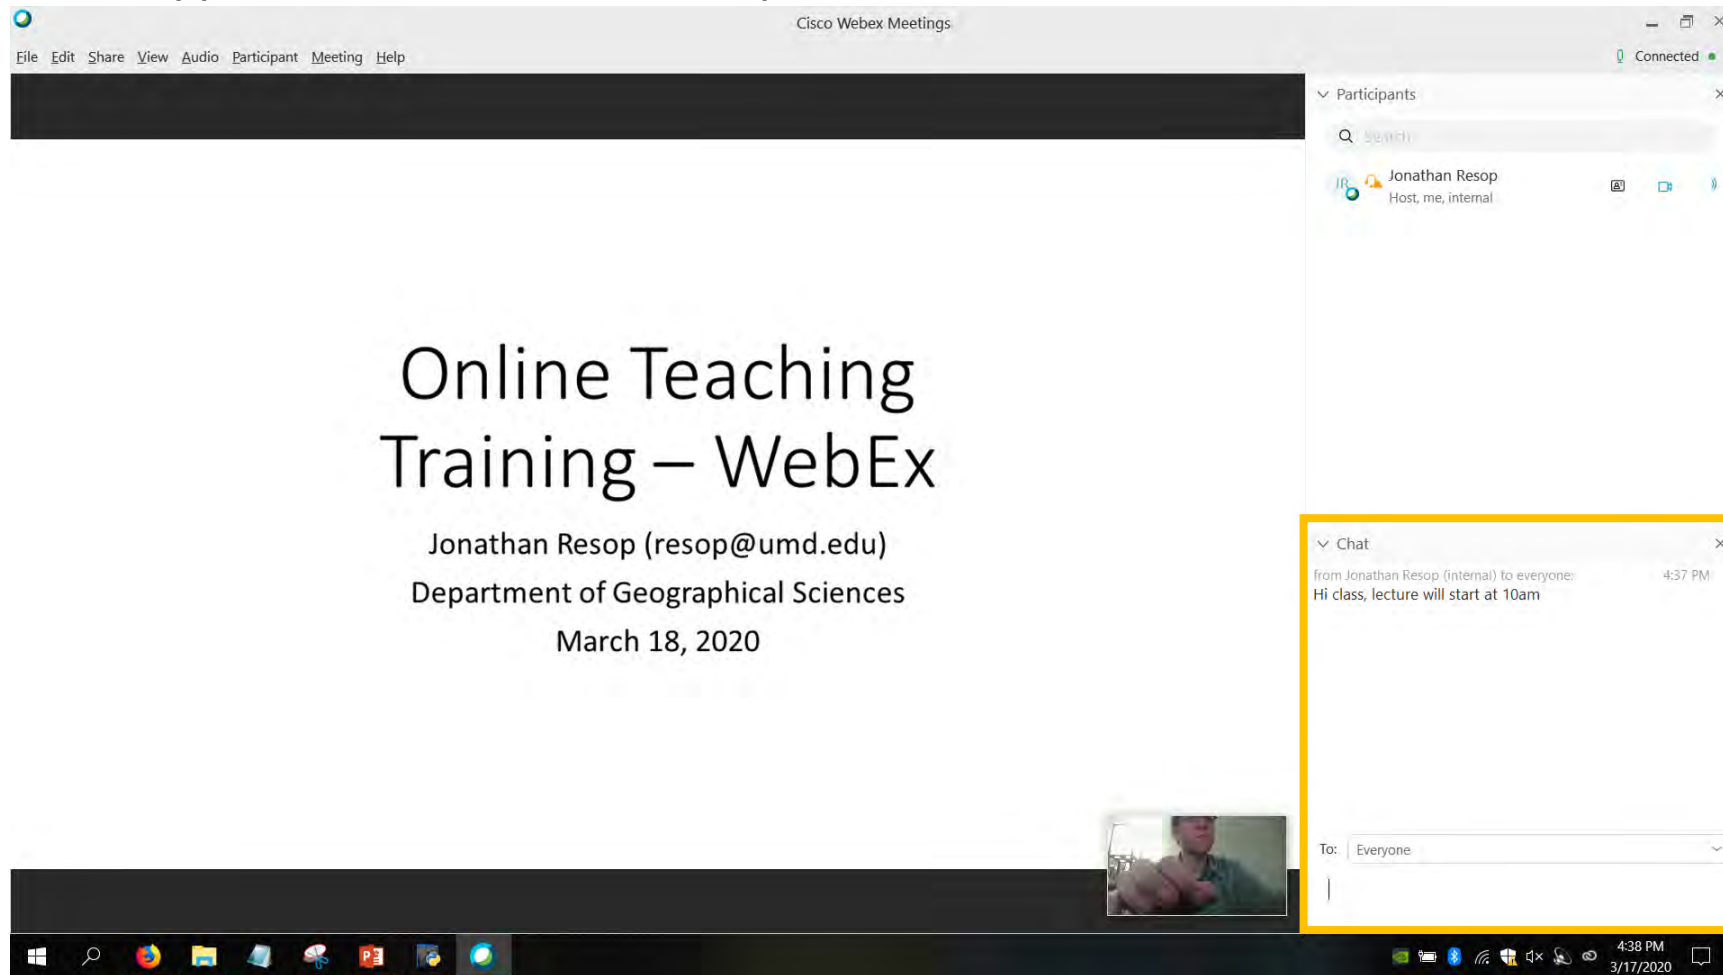 Cisco Webex Meetings
File Edit Share View Audio Participant Meeting Help
Connected
Participants
Search
JR
Jonathan Resop
Host, me, internal
Online Teaching
Training – WebEx
Jonathan Resop (resop@umd.edu)
Department of Geographical Sciences
March 18, 2020
Chat
from Jonathan Resop (internal) to everyone: 4:37 PM
Hi class, lecture will start at 10am
To: Everyone
4:38 PM
3/17/2020